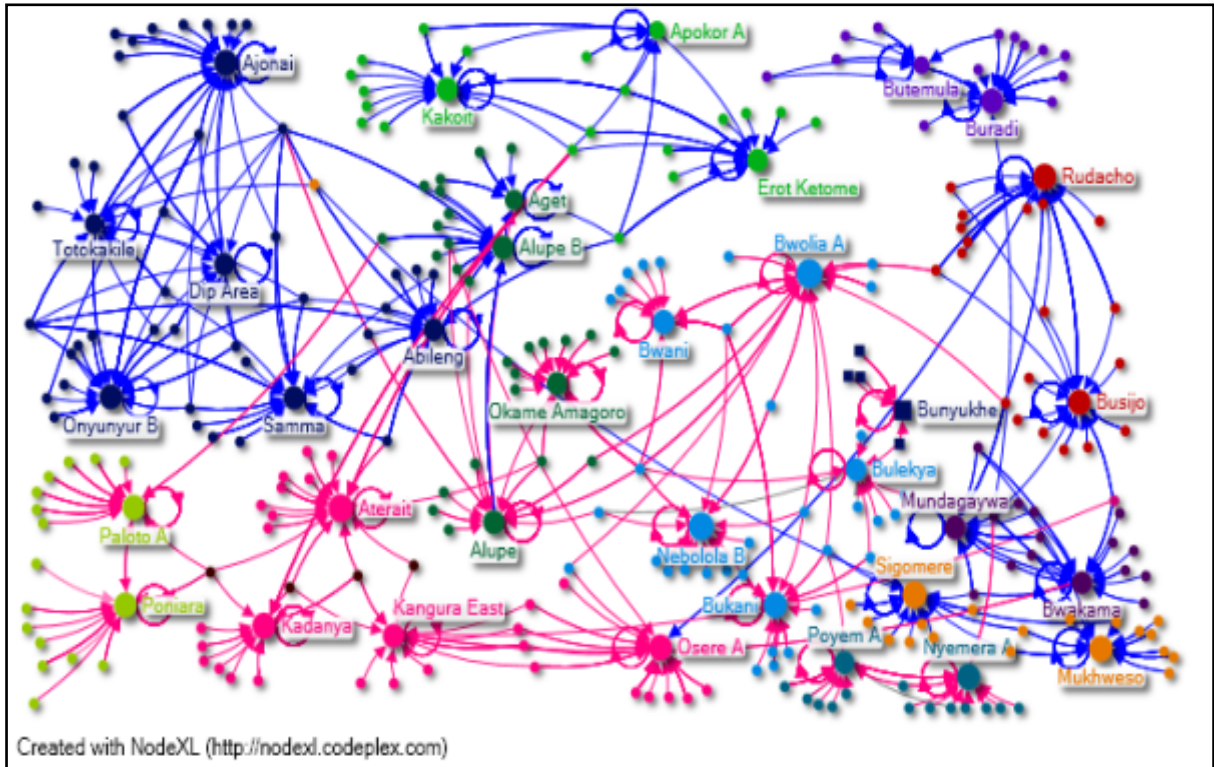 Apokor A
Ajonai
Butemula
Kakoit
Buradi
Erot Ketome
Rudacho
Aget
Totokakile
Alupe B
Bwolia A
Dip Area
Bwani
Abileng
Onyunyur B
Samma
Okame Amagoro
Bunyukhe
Busijo
Bulekya
Mundagaywa
Paloto A
Aterait
Alupe
Nebolola B
Sigomere
Poniara
Kadanya
Kangura East
Bukani
Bwakama
Osere A
Poyem A
Nyemera A
Mukhweso
Created with NodeXL (http://nodexl.codeplex.com)